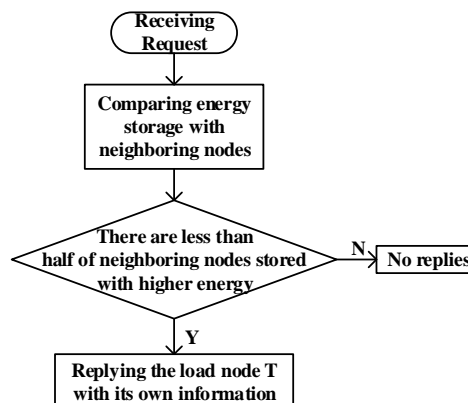 Receiving
Request
Comparing energy
storage with
neighboring nodes
There are less than
half of neighboring nodes stored
with higher energy
N
No replies
Y
Replying the load node T
with its own information